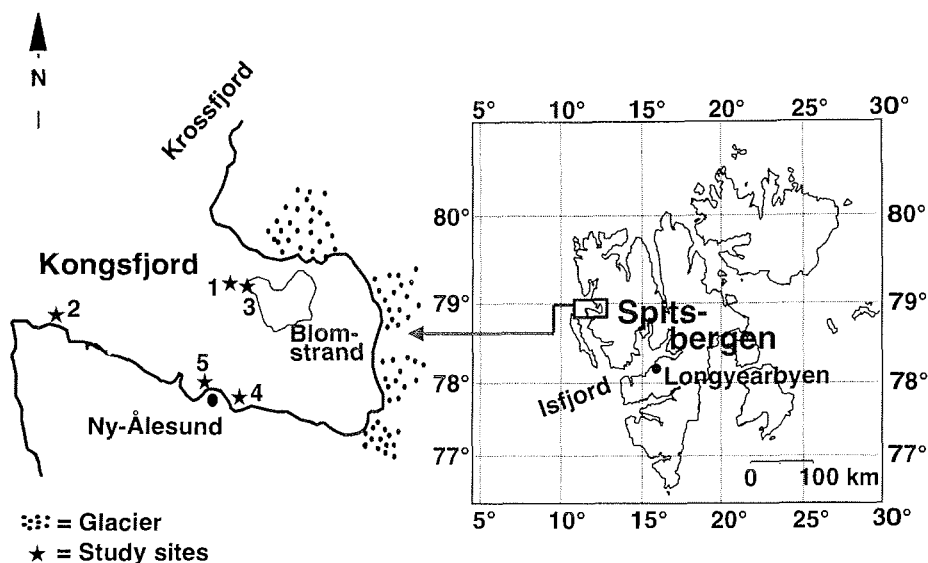 N
Krossfjord
Kongsfjord
1
3
2
Blom-
strand
5
4
Ny-Ålesund
= Glacier
= Study sites
5° 10° 15° 20° 25° 30°
80° 80°
79° 79°
Spits-
bergen
78° 78°
Isfjord
Longyearbyen
77° 77°
0 100 km
5° 10° 15° 20° 25° 30°